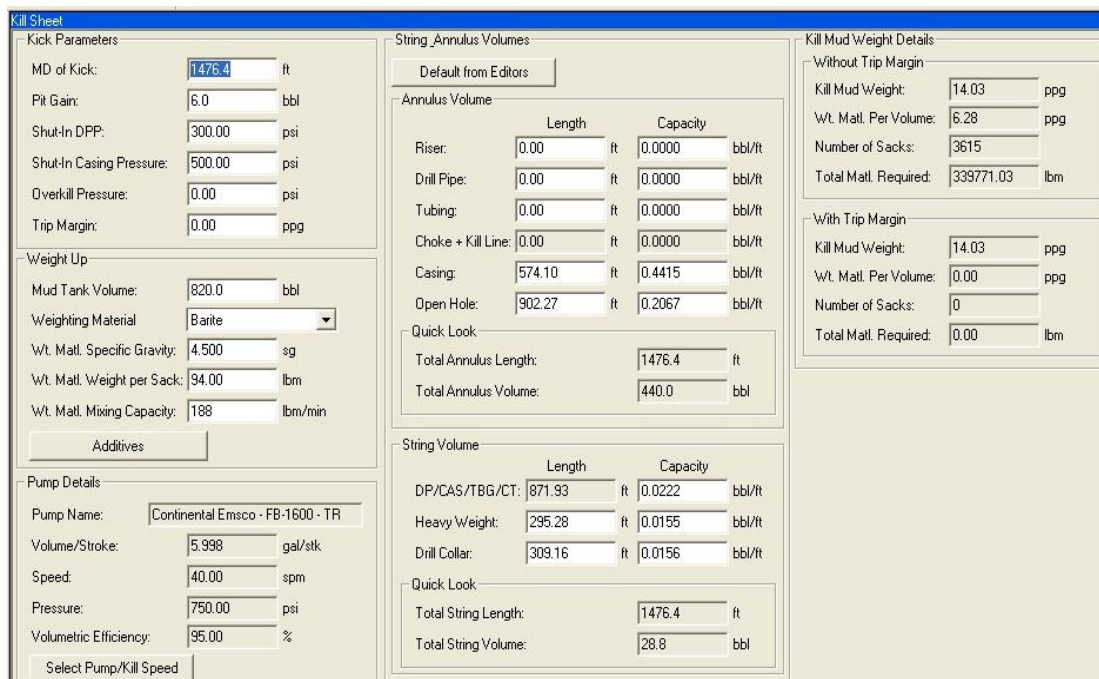 Kill Sheet
Kick Parameters
MD of Kick: 1476.4 ft
Pit Gain: 6.0 bbl
Shut-In DPP: 300.00 psi
Shut-In Casing Pressure: 500.00 psi
Overkill Pressure: 0.00 psi
Trip Margin: 0.00 ppg
Weight Up
Mud Tank Volume: 820.0 bbl
Weighting Material Barite
Wt. Matl. Specific Gravity: 4.500 sg
Wt. Matl. Weight per Sack: 94.00 lbm
Wt. Matl. Mixing Capacity: 188 lbm/min
Additives
Pump Details
Pump Name: Continental Emsco - FB-1600 - TR
Volume/Stroke: 5.998 gal/stk
Speed: 40.00 spm
Pressure: 750.00 psi
Volumetric Efficiency: 95.00 %
Select Pump/Kill Speed
String_Annulus Volumes
Default from Editors
Annulus Volume
Length Capacity
Riser: 0.00 ft 0.0000 bbl/ft
Drill Pipe: 0.00 ft 0.0000 bbl/ft
Tubing: 0.00 ft 0.0000 bbl/ft
Choke + Kill Line: 0.00 ft 0.0000 bbl/ft
Casing: 574.10 ft 0.4415 bbl/ft
Open Hole: 902.27 ft 0.2067 bbl/ft
Quick Look
Total Annulus Length: 1476.4 ft
Total Annulus Volume: 440.0 bbl
String Volume
Length Capacity
DP/CAS/TBG/CT: 871.93 ft 0.0222 bbl/ft
Heavy Weight: 295.28 ft 0.0155 bbl/ft
Drill Collar: 309.16 ft 0.0156 bbl/ft
Quick Look
Total String Length: 1476.4 ft
Total String Volume: 28.8 bbl
Kill Mud Weight Details
Without Trip Margin
Kill Mud Weight: 14.03 ppg
Wt. Matl. Per Volume: 6.28 ppg
Number of Sacks: 3615
Total Matl. Required: 339771.03 lbm
With Trip Margin
Kill Mud Weight: 14.03 ppg
Wt. Matl. Per Volume: 0.00 ppg
Number of Sacks: 0
Total Matl. Required: 0.00 lbm